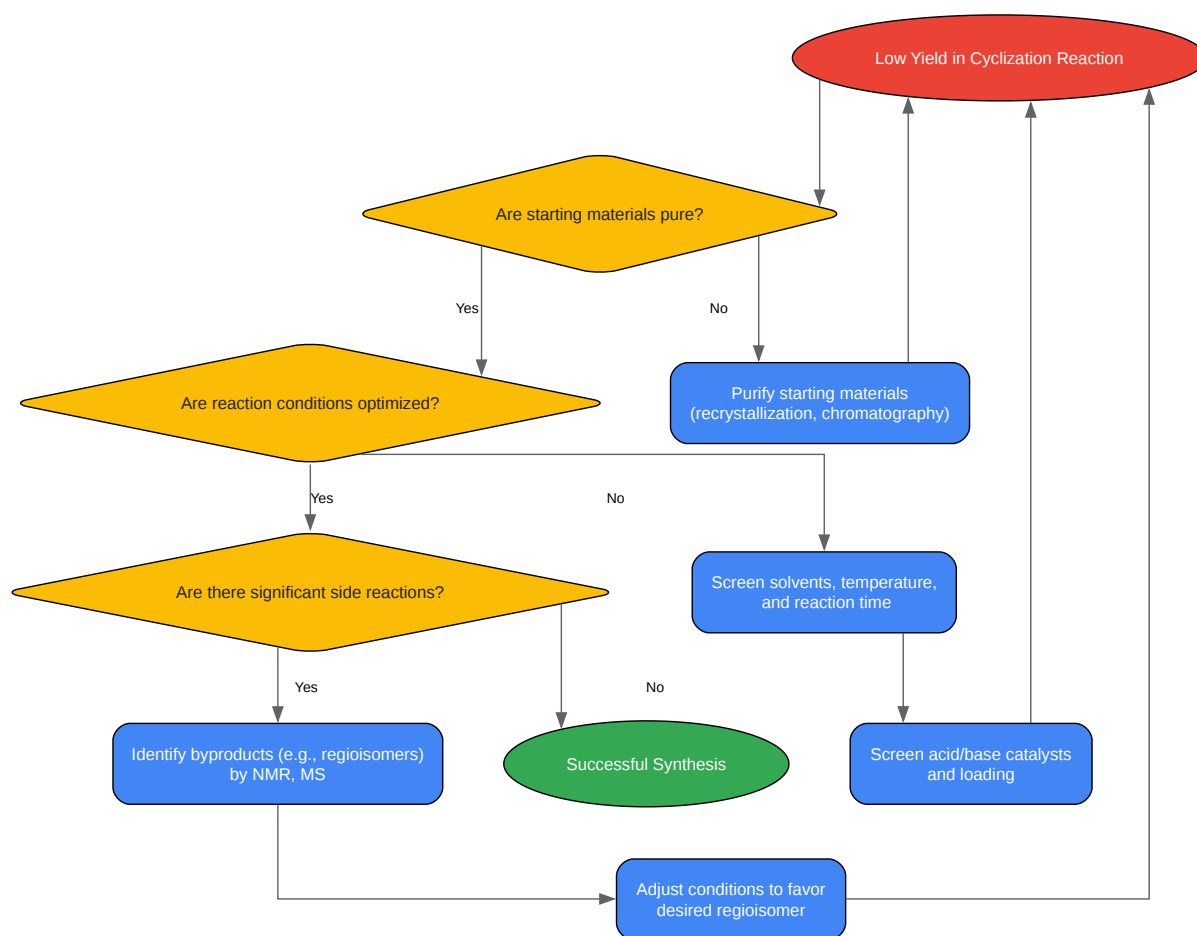 Low Yield in Cyclization Reaction
Are starting materials pure?
Yes
No
Purify starting materials
(recrystallization, chromatography)
Are reaction conditions optimized?
Yes
No
Screen solvents, temperature,
and reaction time
Are there significant side reactions?
Yes
No
Identify byproducts (e.g., regioisomers)
by NMR, MS
Successful Synthesis
Screen acid/base catalysts
and loading
Adjust conditions to favor
desired regioisomer